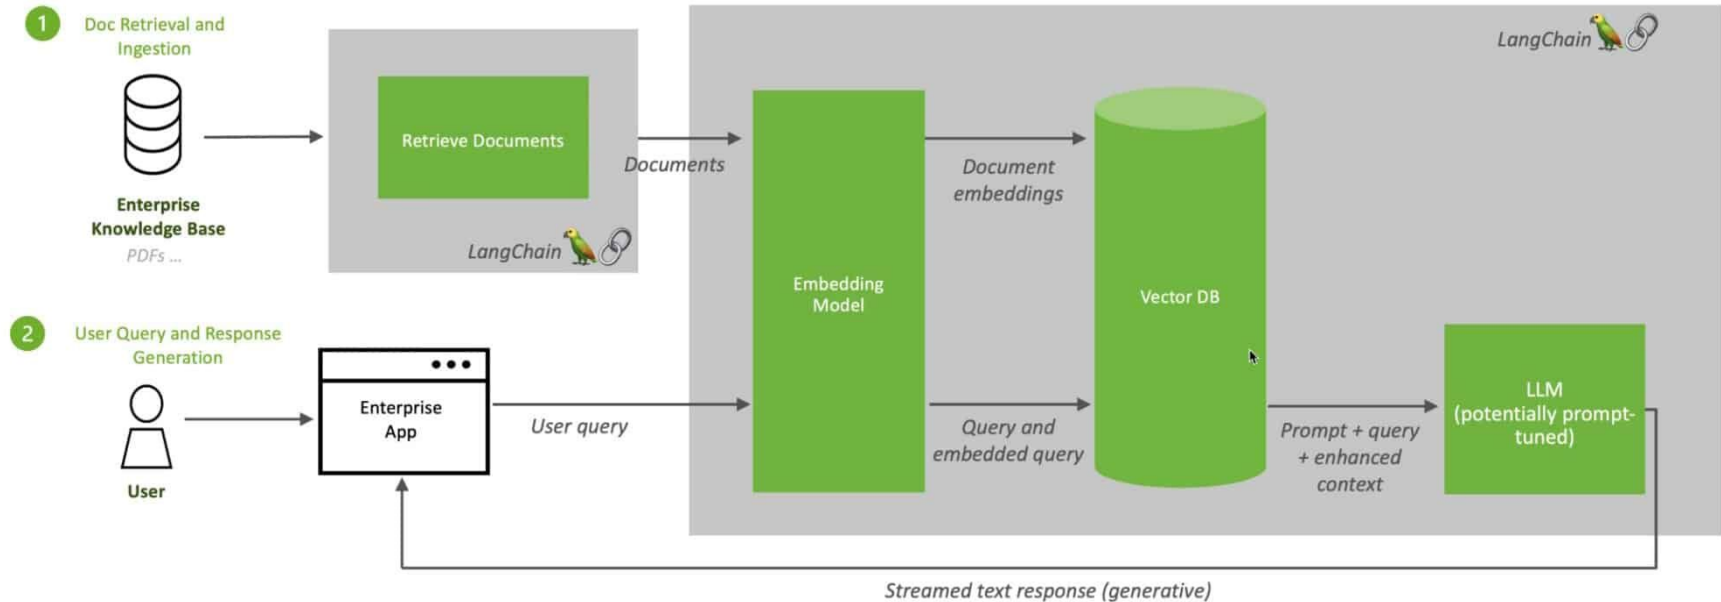 1
Doc Retrieval and
Ingestion
Enterprise
Knowledge Base
PDFs ...
Retrieve Documents
LangChain
Documents
LangChain
Embedding
Model
Document
embeddings
Vector DB
2
User Query and Response
Generation
User
Enterprise
App
User query
Query and
embedded query
Prompt + query
+ enhanced
context
LLM
(potentially prompt-
tuned)
Streamed text response (generative)